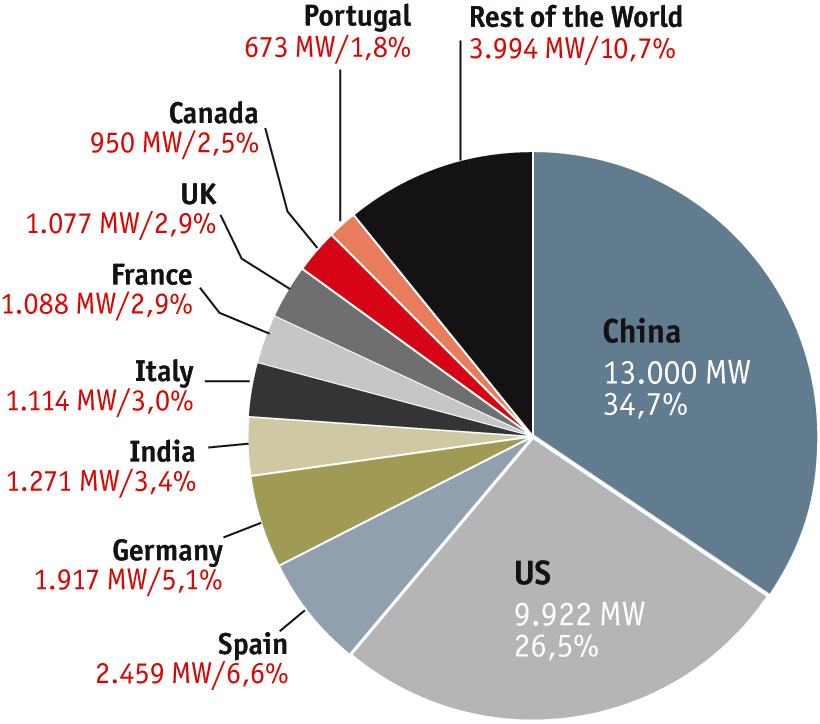 Portugal
673 MW/1,8%
Rest of the World
3.994 MW/10,7%
Canada
950 MW/2,5%
UK
1.077 MW/2,9%
France
1.088 MW/2,9%
Italy
1.114 MW/3,0%
India
1.271 MW/3,4%
Germany
1.917 MW/5,1%
Spain
2.459 MW/6,6%
China
13.000 MW
34,7%
US
9.922 MW
26,5%